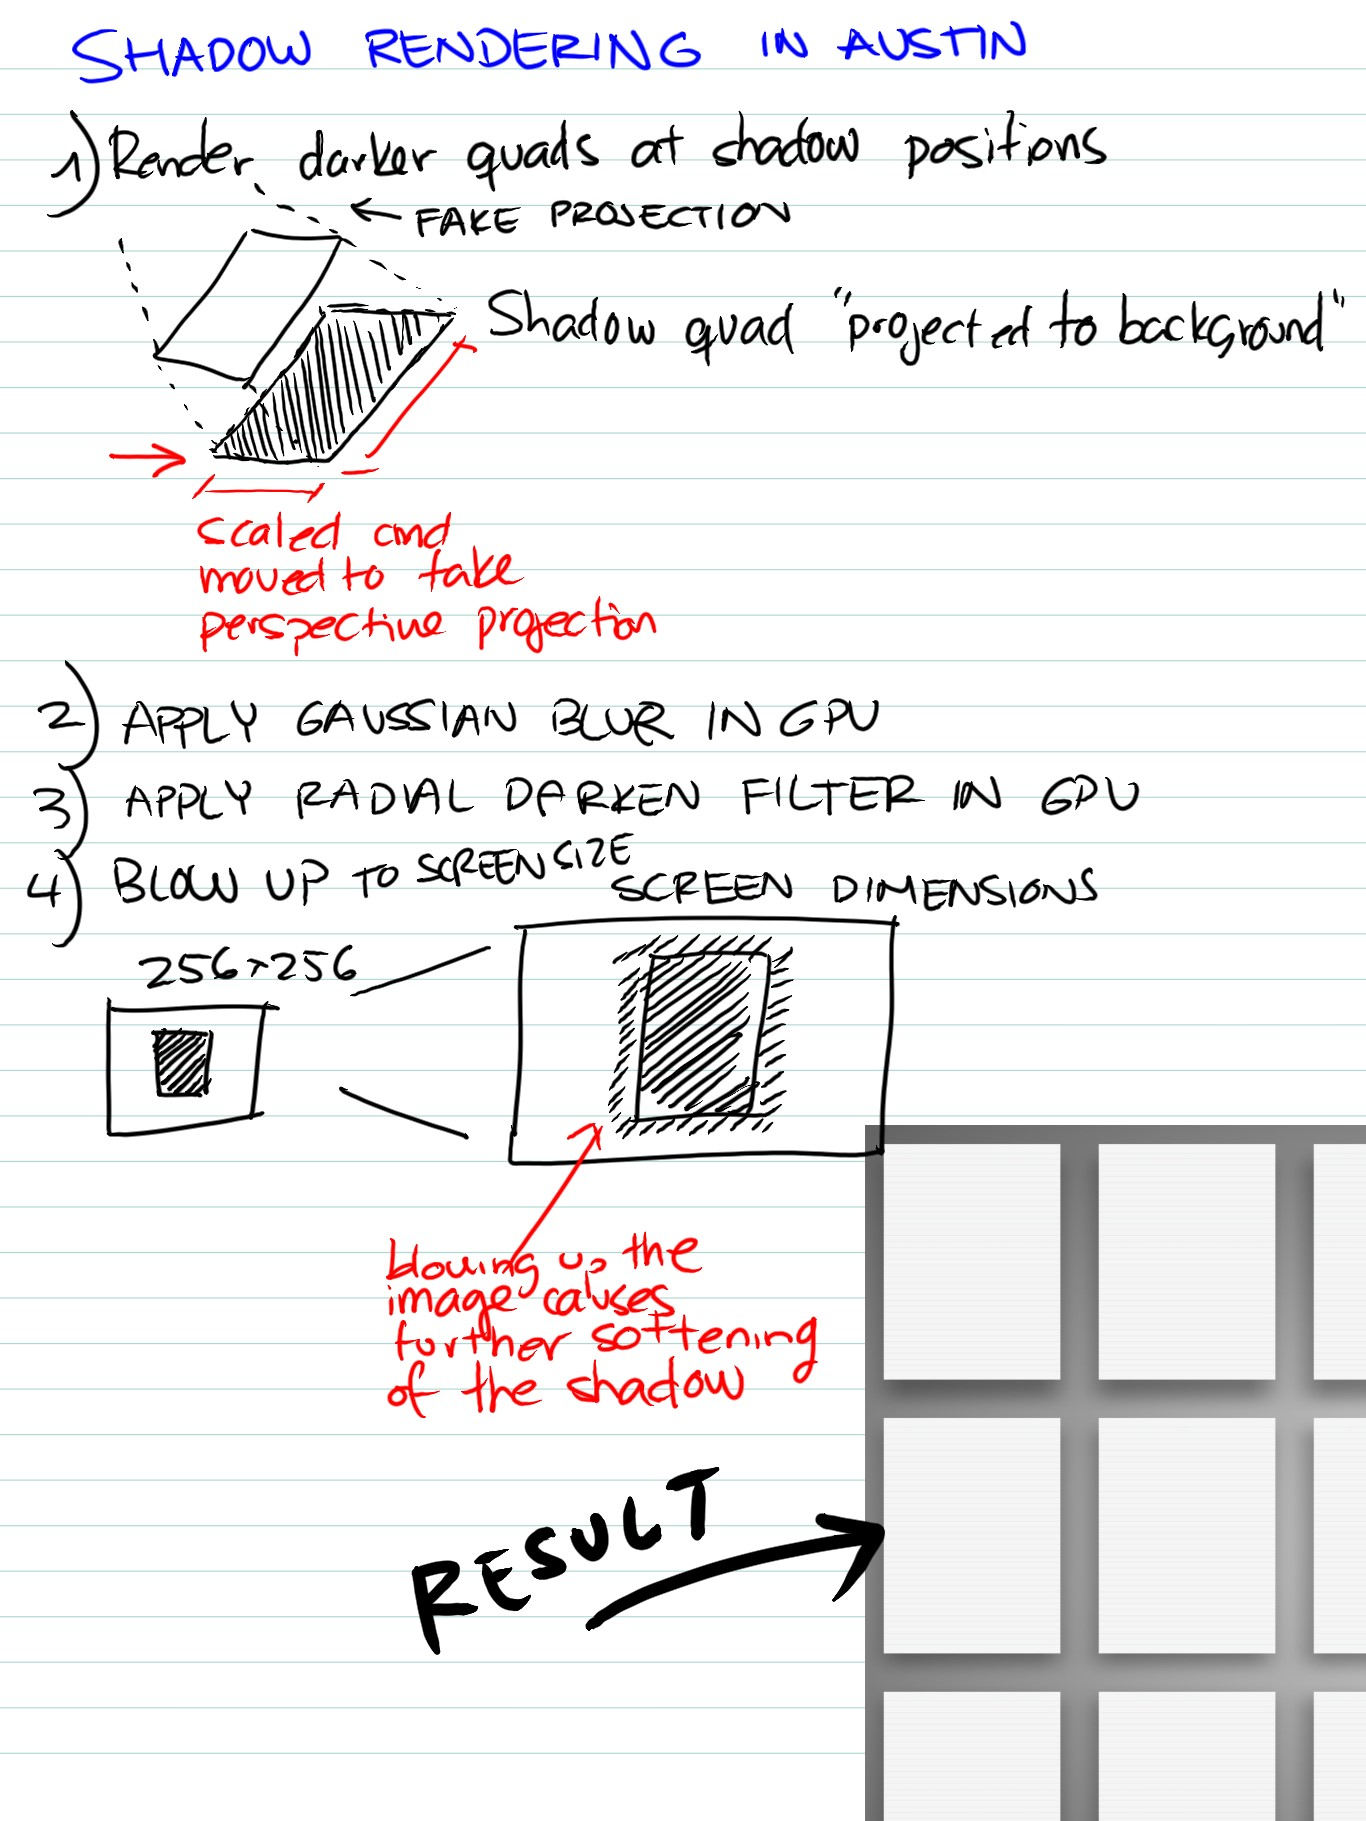 SHADOW RENDERING IN AUSTIN
1) Render darker quads at shadow positions
← FAKE PROJECTION
Shadow quad "projected to background"
scaled and
moved to fake
perspective projection
2) APPLY GAUSSIAN BLUR IN GPU
3) APPLY RADIAL DARKEN FILTER IN GPU
4) BLOW UP TO SCREEN SIZE
SCREEN DIMENSIONS
256×256
blowing up the
image causes
further softening
of the shadow
RESULT